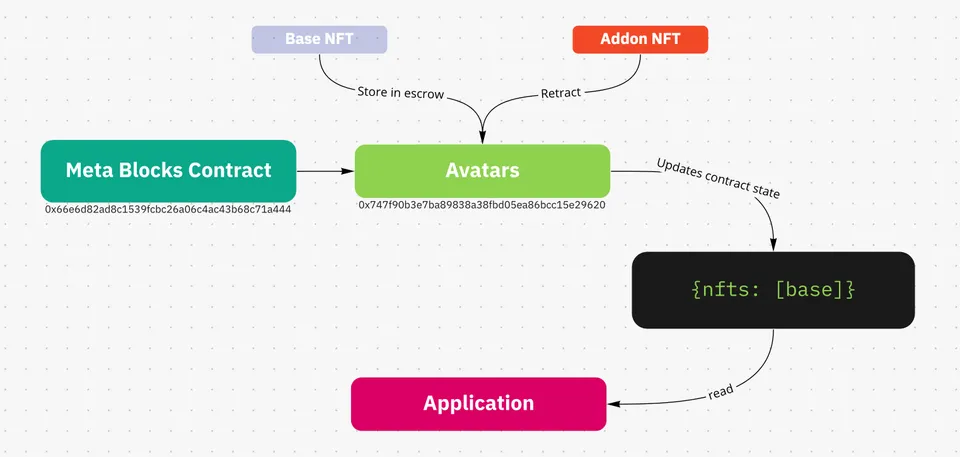 Base NFT
Addon NFT
Store in escrow
Retract
Meta Blocks Contract
Avatars
Updates contract state
0x66e6d82ad8c1539fcbc26a06c4ac43b68c71a444
0x747f90b3e7ba89838a38fbd05ea86bcc15e29620
{nfts: [base]}
read
Application